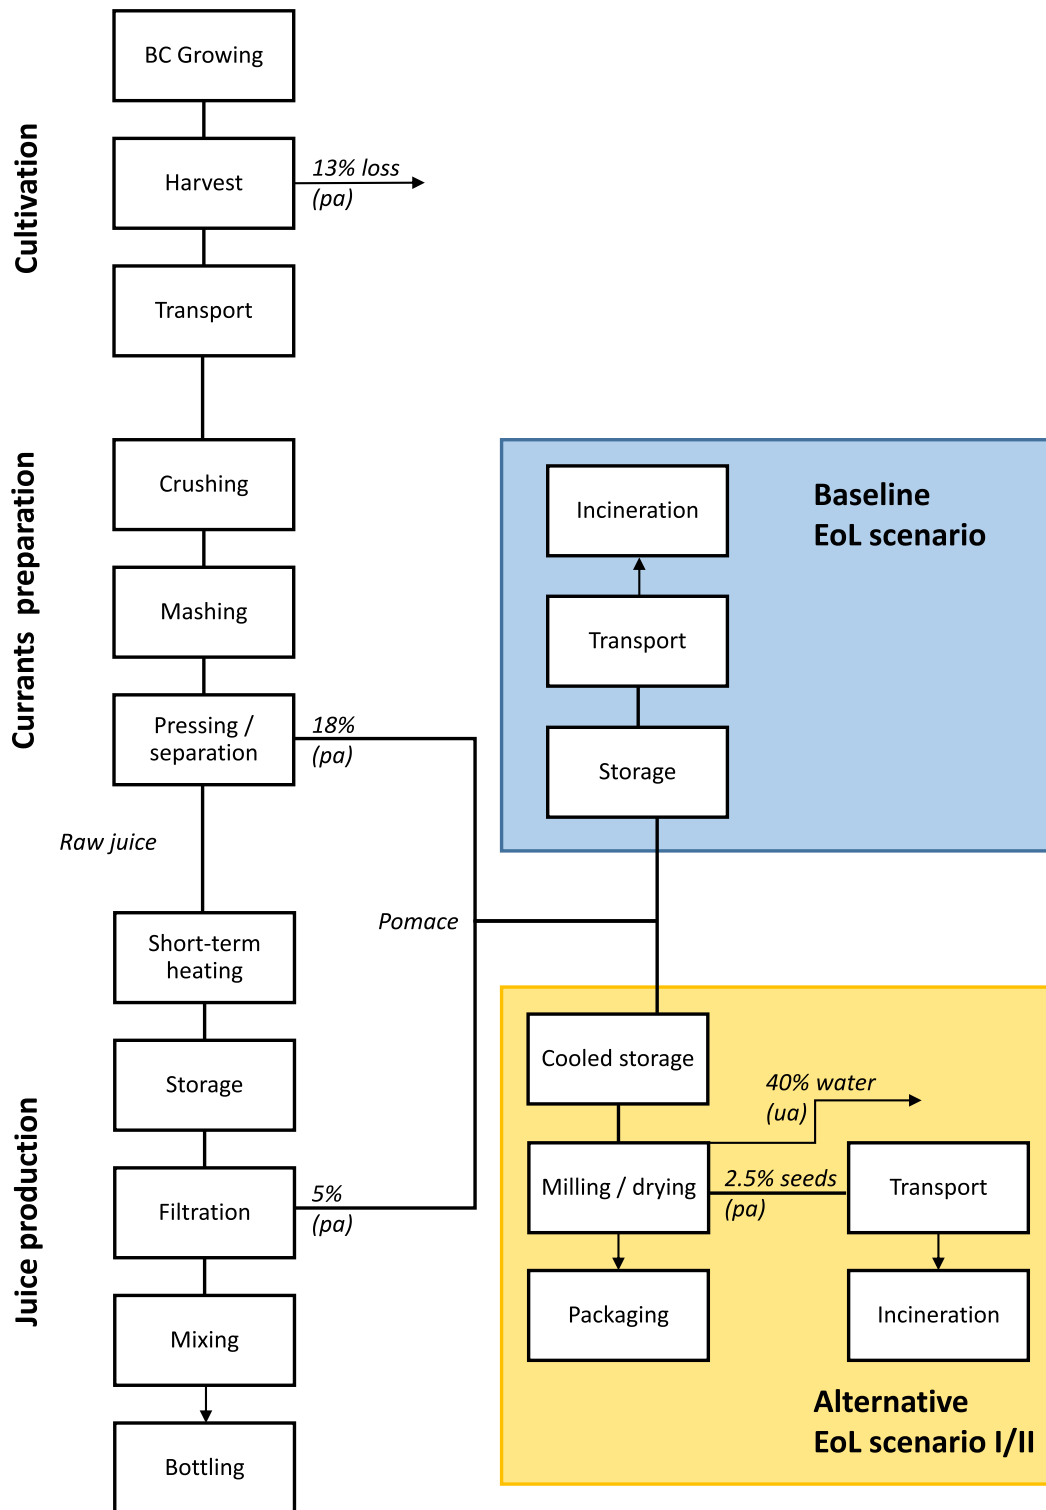 Cultivation
BC Growing
Harvest
13% loss
(pa)
Transport
Currants preparation
Crushing
Mashing
Pressing /
separation
18%
(pa)
Raw juice
Pomace
Juice production
Short-term
heating
Storage
Filtration
5%
(pa)
Mixing
Bottling
Baseline
EoL scenario
Incineration
Transport
Storage
Cooled storage
40% water
(ua)
Milling / drying
2.5% seeds
(pa)
Transport
Packaging
Incineration
Alternative
EoL scenario I/II